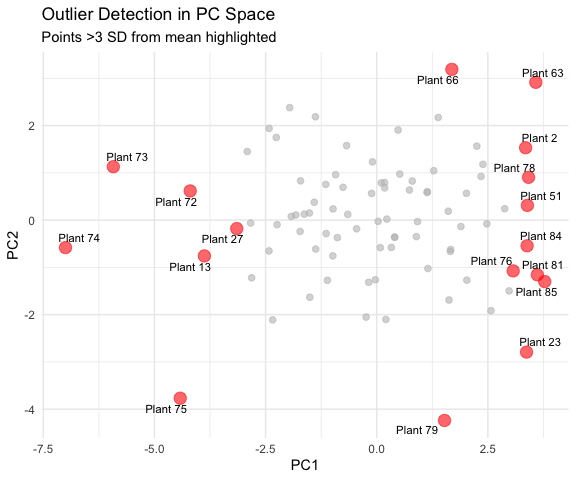 Outlier Detection in PC Space
Points >3 SD from mean highlighted
Plant 63
Plant 66
Plant 2
Plant 73
Plant 78
Plant 72
Plant 51
Plant 74
Plant 27
Plant 84
Plant 13
Plant 76
Plant 81
Plant 85
Plant 23
Plant 75
Plant 79
2
0
-2
-4
PC2
-7.5
-5.0
-2.5
0.0
2.5
PC1